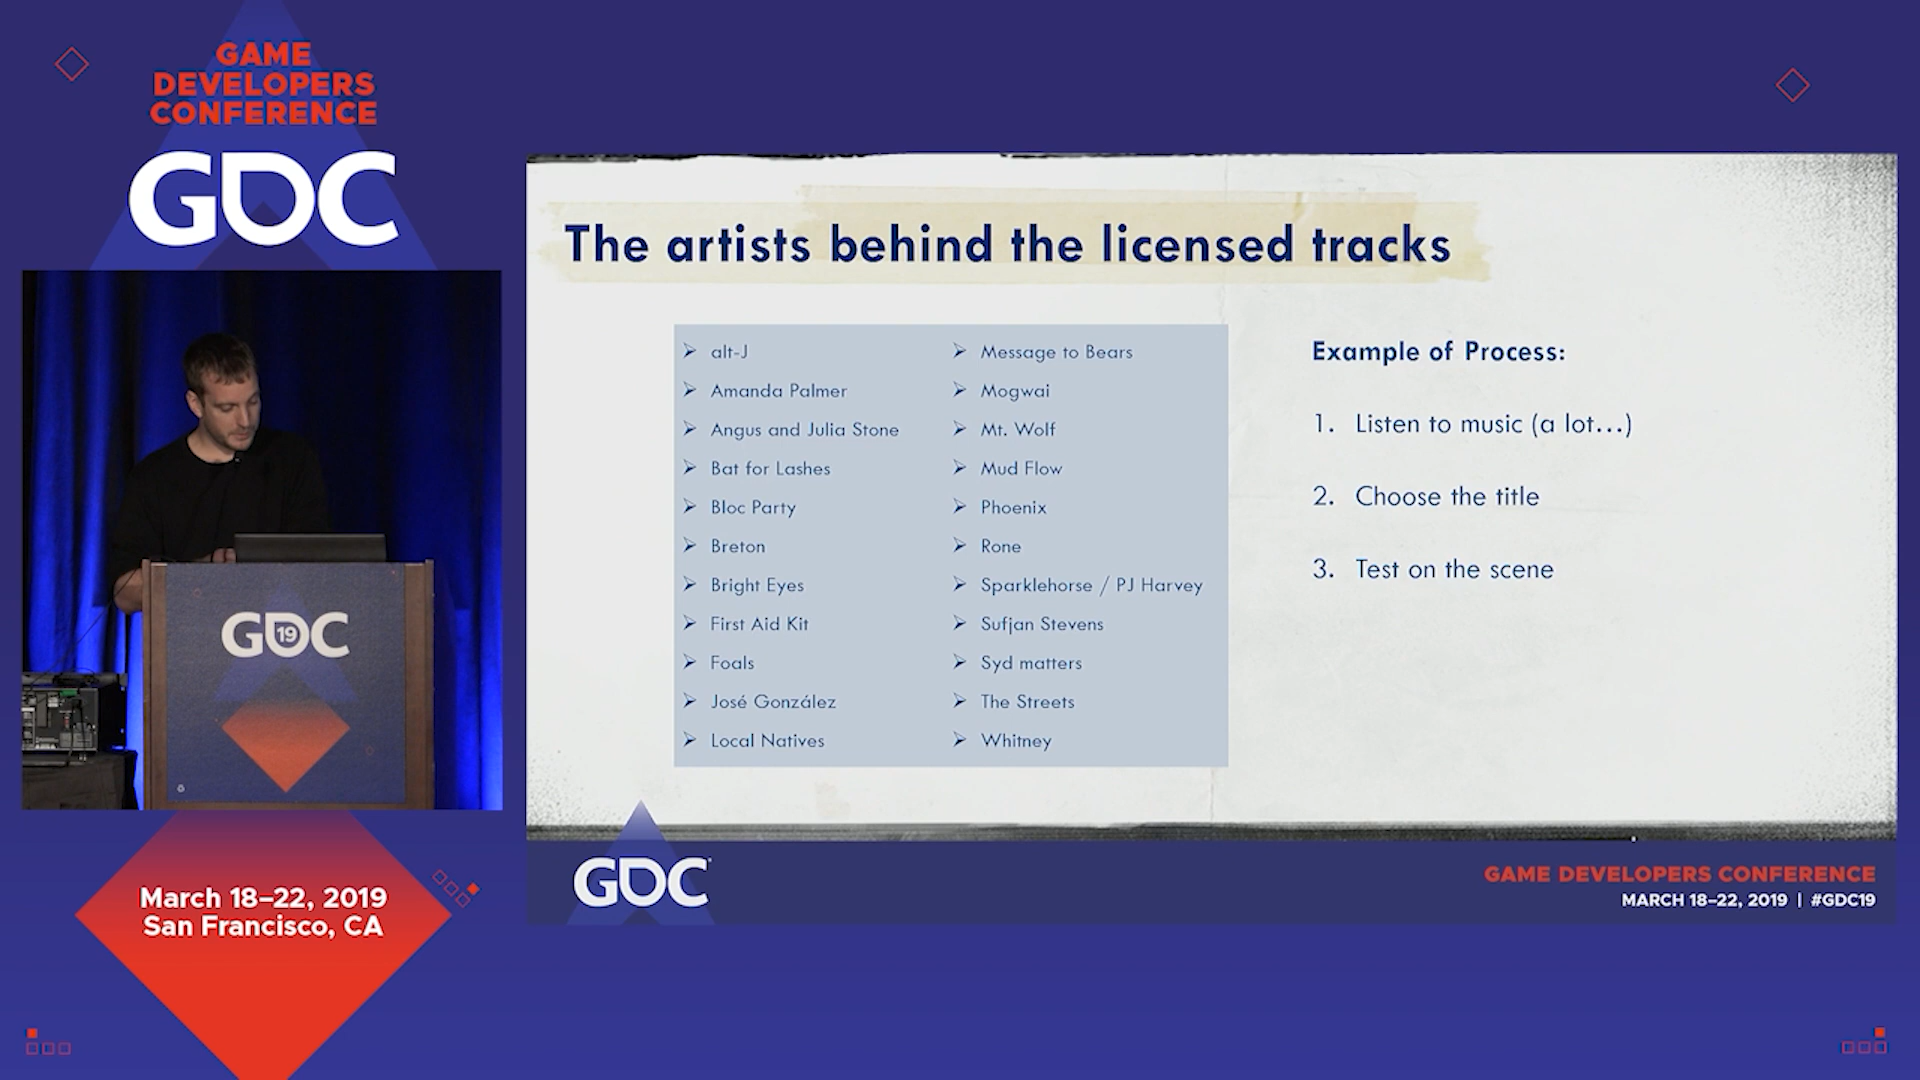 GAME
DEVELOPERS
CONFERENCE
GDC
GDC
19
March 18–22, 2019
San Francisco, CA
The artists behind the licensed tracks
➢ alt-J
➢ Amanda Palmer
➢ Angus and Julia Stone
➢ Bat for Lashes
➢ Bloc Party
➢ Breton
➢ Bright Eyes
➢ First Aid Kit
➢ Foals
➢ José González
➢ Local Natives
➢ Message to Bears
➢ Mogwai
➢ Mt. Wolf
➢ Mud Flow
➢ Phoenix
➢ Rone
➢ Sparklehorse / PJ Harvey
➢ Sufjan Stevens
➢ Syd matters
➢ The Streets
➢ Whitney
Example of Process:
1. Listen to music (a lot...)
2. Choose the title
3. Test on the scene
GDC
GAME DEVELOPERS CONFERENCE
MARCH 18–22, 2019 | #GDC19